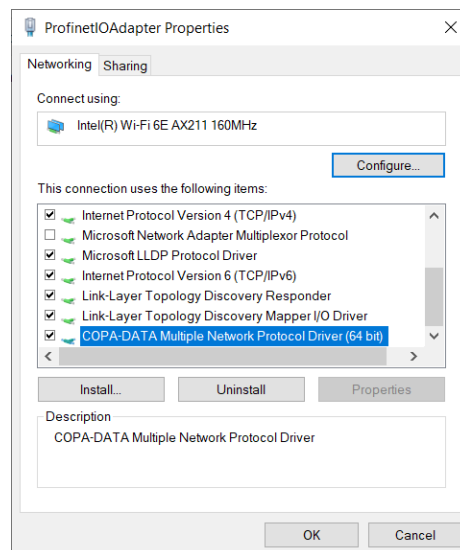 ProfinetIOAdapter Properties
Networking
Sharing
Connect using:
Intel(R) Wi-Fi 6E AX211 160MHz
Configure...
This connection uses the following items:
Internet Protocol Version 4 (TCP/IPv4)
Microsoft Network Adapter Multiplexor Protocol
Microsoft LLDP Protocol Driver
Internet Protocol Version 6 (TCP/IPv6)
Link-Layer Topology Discovery Responder
Link-Layer Topology Discovery Mapper I/O Driver
COPA-DATA Multiple Network Protocol Driver (64 bit)
Install...
Uninstall
Properties
Description
COPA-DATA Multiple Network Protocol Driver
OK
Cancel